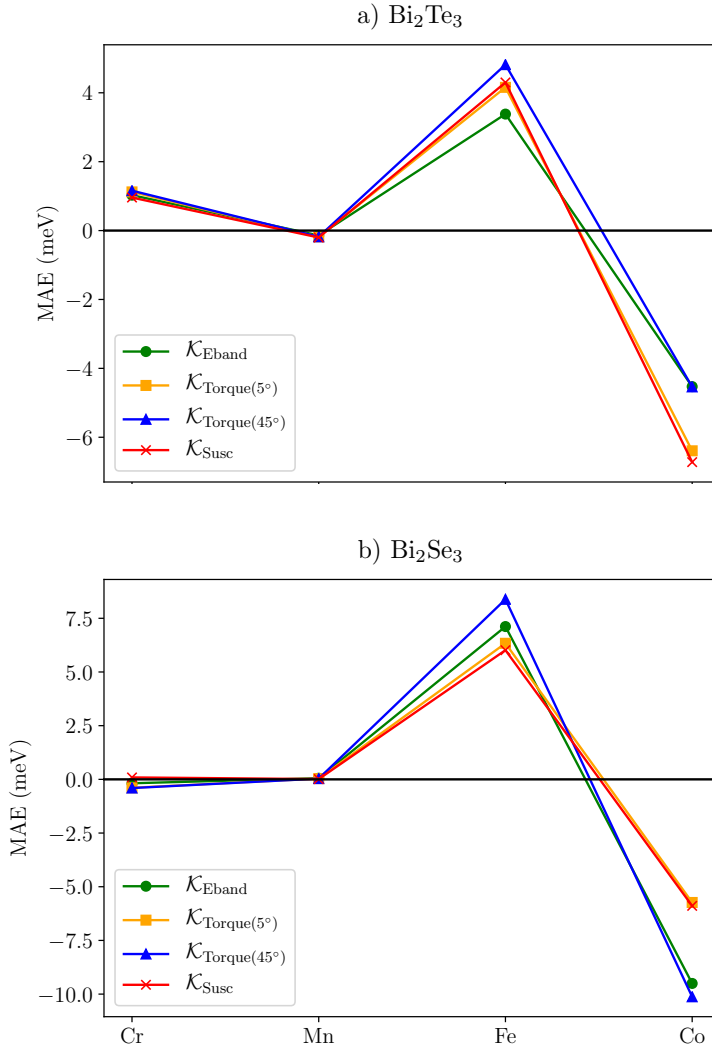 a) Bi₂Te₃
MAE (meV)
4
2
0
−2
−4
−6
𝒦Eband
𝒦Torque(5°)
𝒦Torque(45°)
𝒦Susc
b) Bi₂Se₃
MAE (meV)
7.5
5.0
2.5
0.0
−2.5
−5.0
−7.5
−10.0
𝒦Eband
𝒦Torque(5°)
𝒦Torque(45°)
𝒦Susc
Cr Mn Fe Co